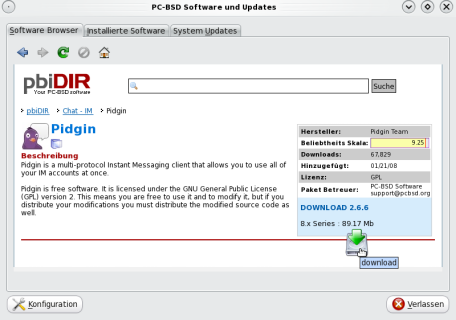 PC-BSD Software und Updates
Software Browser Installierte Software System Updates
pbiDIR
Your PC-BSD software
Suche
pbiDIR > Chat - IM > Pidgin
Pidgin
Beschreibung
Pidgin is a multi-protocol Instant Messaging client that allows you to use all of
your IM accounts at once.
Pidgin is free software. It is licensed under the GNU General Public License
(GPL) version 2. This means you are free to use it and to modify it, but if you
distribute your modifications you must distribute the modified source code as
well.
Hersteller: Pidgin Team
Beliebtheits Skala: 9.25
Downloads: 67,829
Hinzugefügt: 01/21/08
Lizenz: GPL
Paket Betreuer: PC-BSD Software
support@pcbsd.org
DOWNLOAD 2.6.6
8.x Series : 89.17 Mb
download
Konfiguration
Verlassen